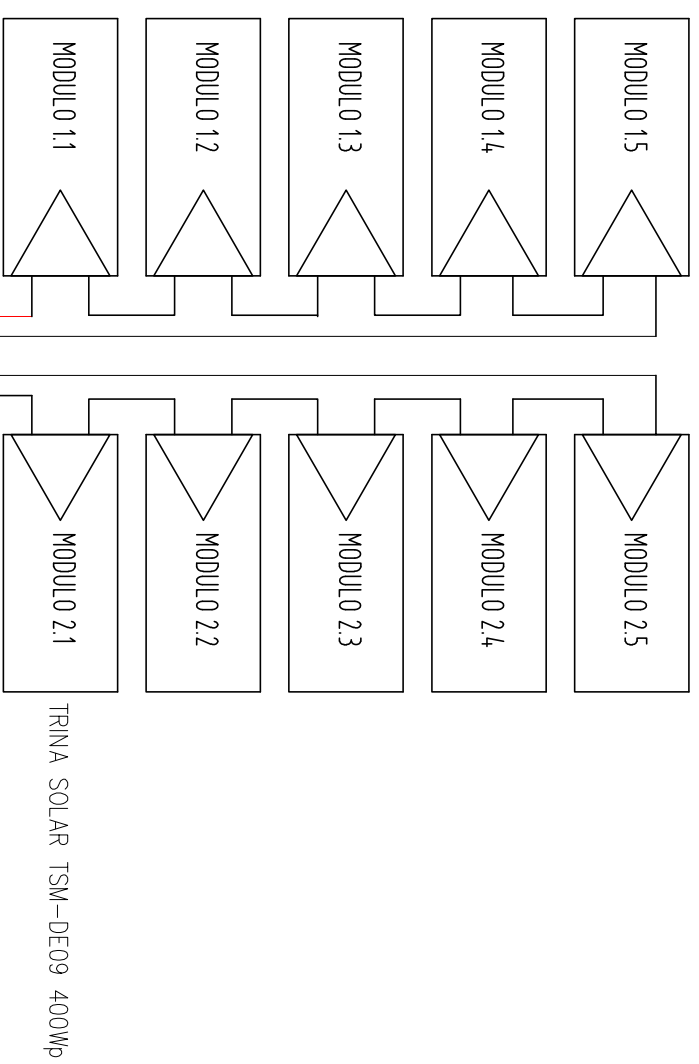 MODULO 1.1
MODULO 1.2
MODULO 1.3
MODULO 1.4
MODULO 1.5
MODULO 2.1
MODULO 2.2
MODULO 2.3
MODULO 2.4
MODULO 2.5
TRINA SOLAR TSM-DE09 400Wp